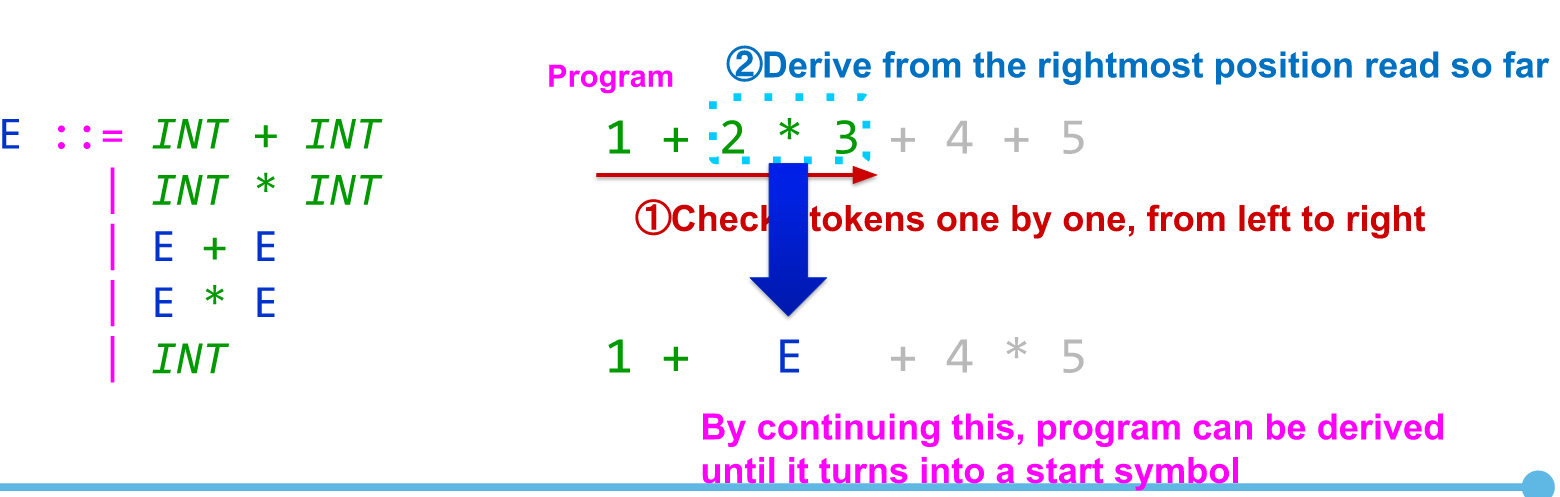 ②Derive from the rightmost position read so far
Program
E ::= INT + INT
| INT * INT
| E + E
| E * E
| INT
1 + 2 * 3 + 4 + 5
①Check tokens one by one, from left to right
1 + E + 4 * 5
By continuing this, program can be derived
until it turns into a start symbol